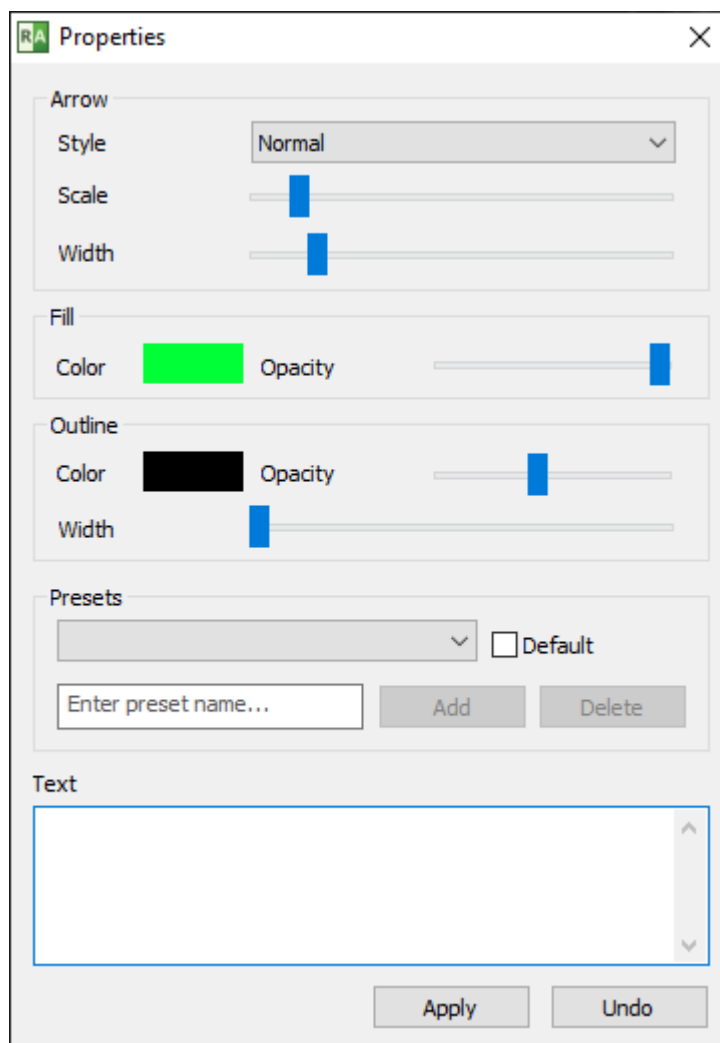 RA Properties
Arrow
Style Normal
Scale
Width
Fill
Color Opacity
Outline
Color Opacity
Width
Presets
Default
Enter preset name... Add Delete
Text
Apply Undo